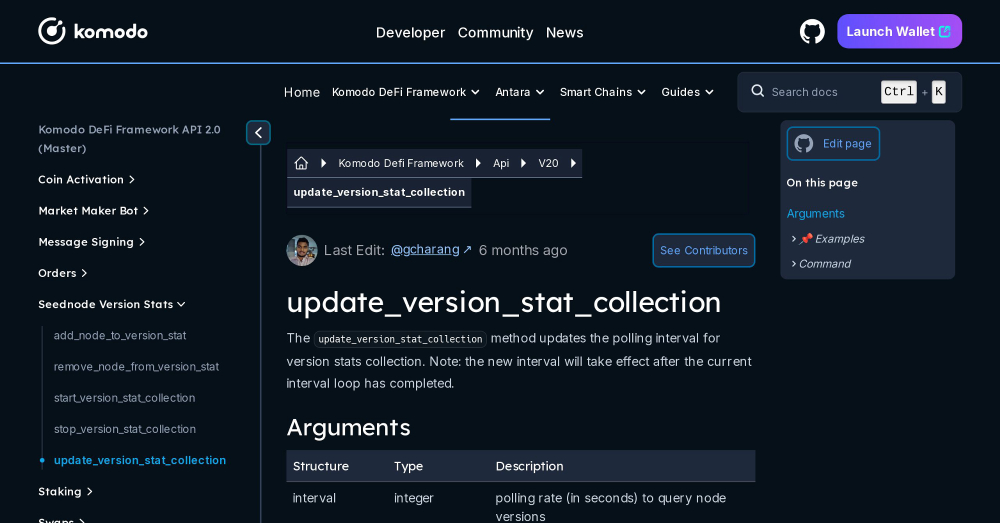 komodo
Developer Community News
Launch Wallet
Home Komodo DeFi Framework Antara Smart Chains Guides
Search docs Ctrl + K
Komodo DeFi Framework API 2.0
(Master)
Coin Activation
Market Maker Bot
Message Signing
Orders
Seednode Version Stats
add_node_to_version_stat
remove_node_from_version_stat
start_version_stat_collection
stop_version_stat_collection
update_version_stat_collection
Staking
Swaps
Komodo Defi Framework Api V20
update_version_stat_collection
Last Edit: @gcharang ↗ 6 months ago
See Contributors
update_version_stat_collection
The update_version_stat_collection method updates the polling interval for
version stats collection. Note: the new interval will take effect after the current
interval loop has completed.
Arguments
Structure Type Description
interval integer polling rate (in seconds) to query node
versions
Edit page
On this page
Arguments
📌 Examples
Command